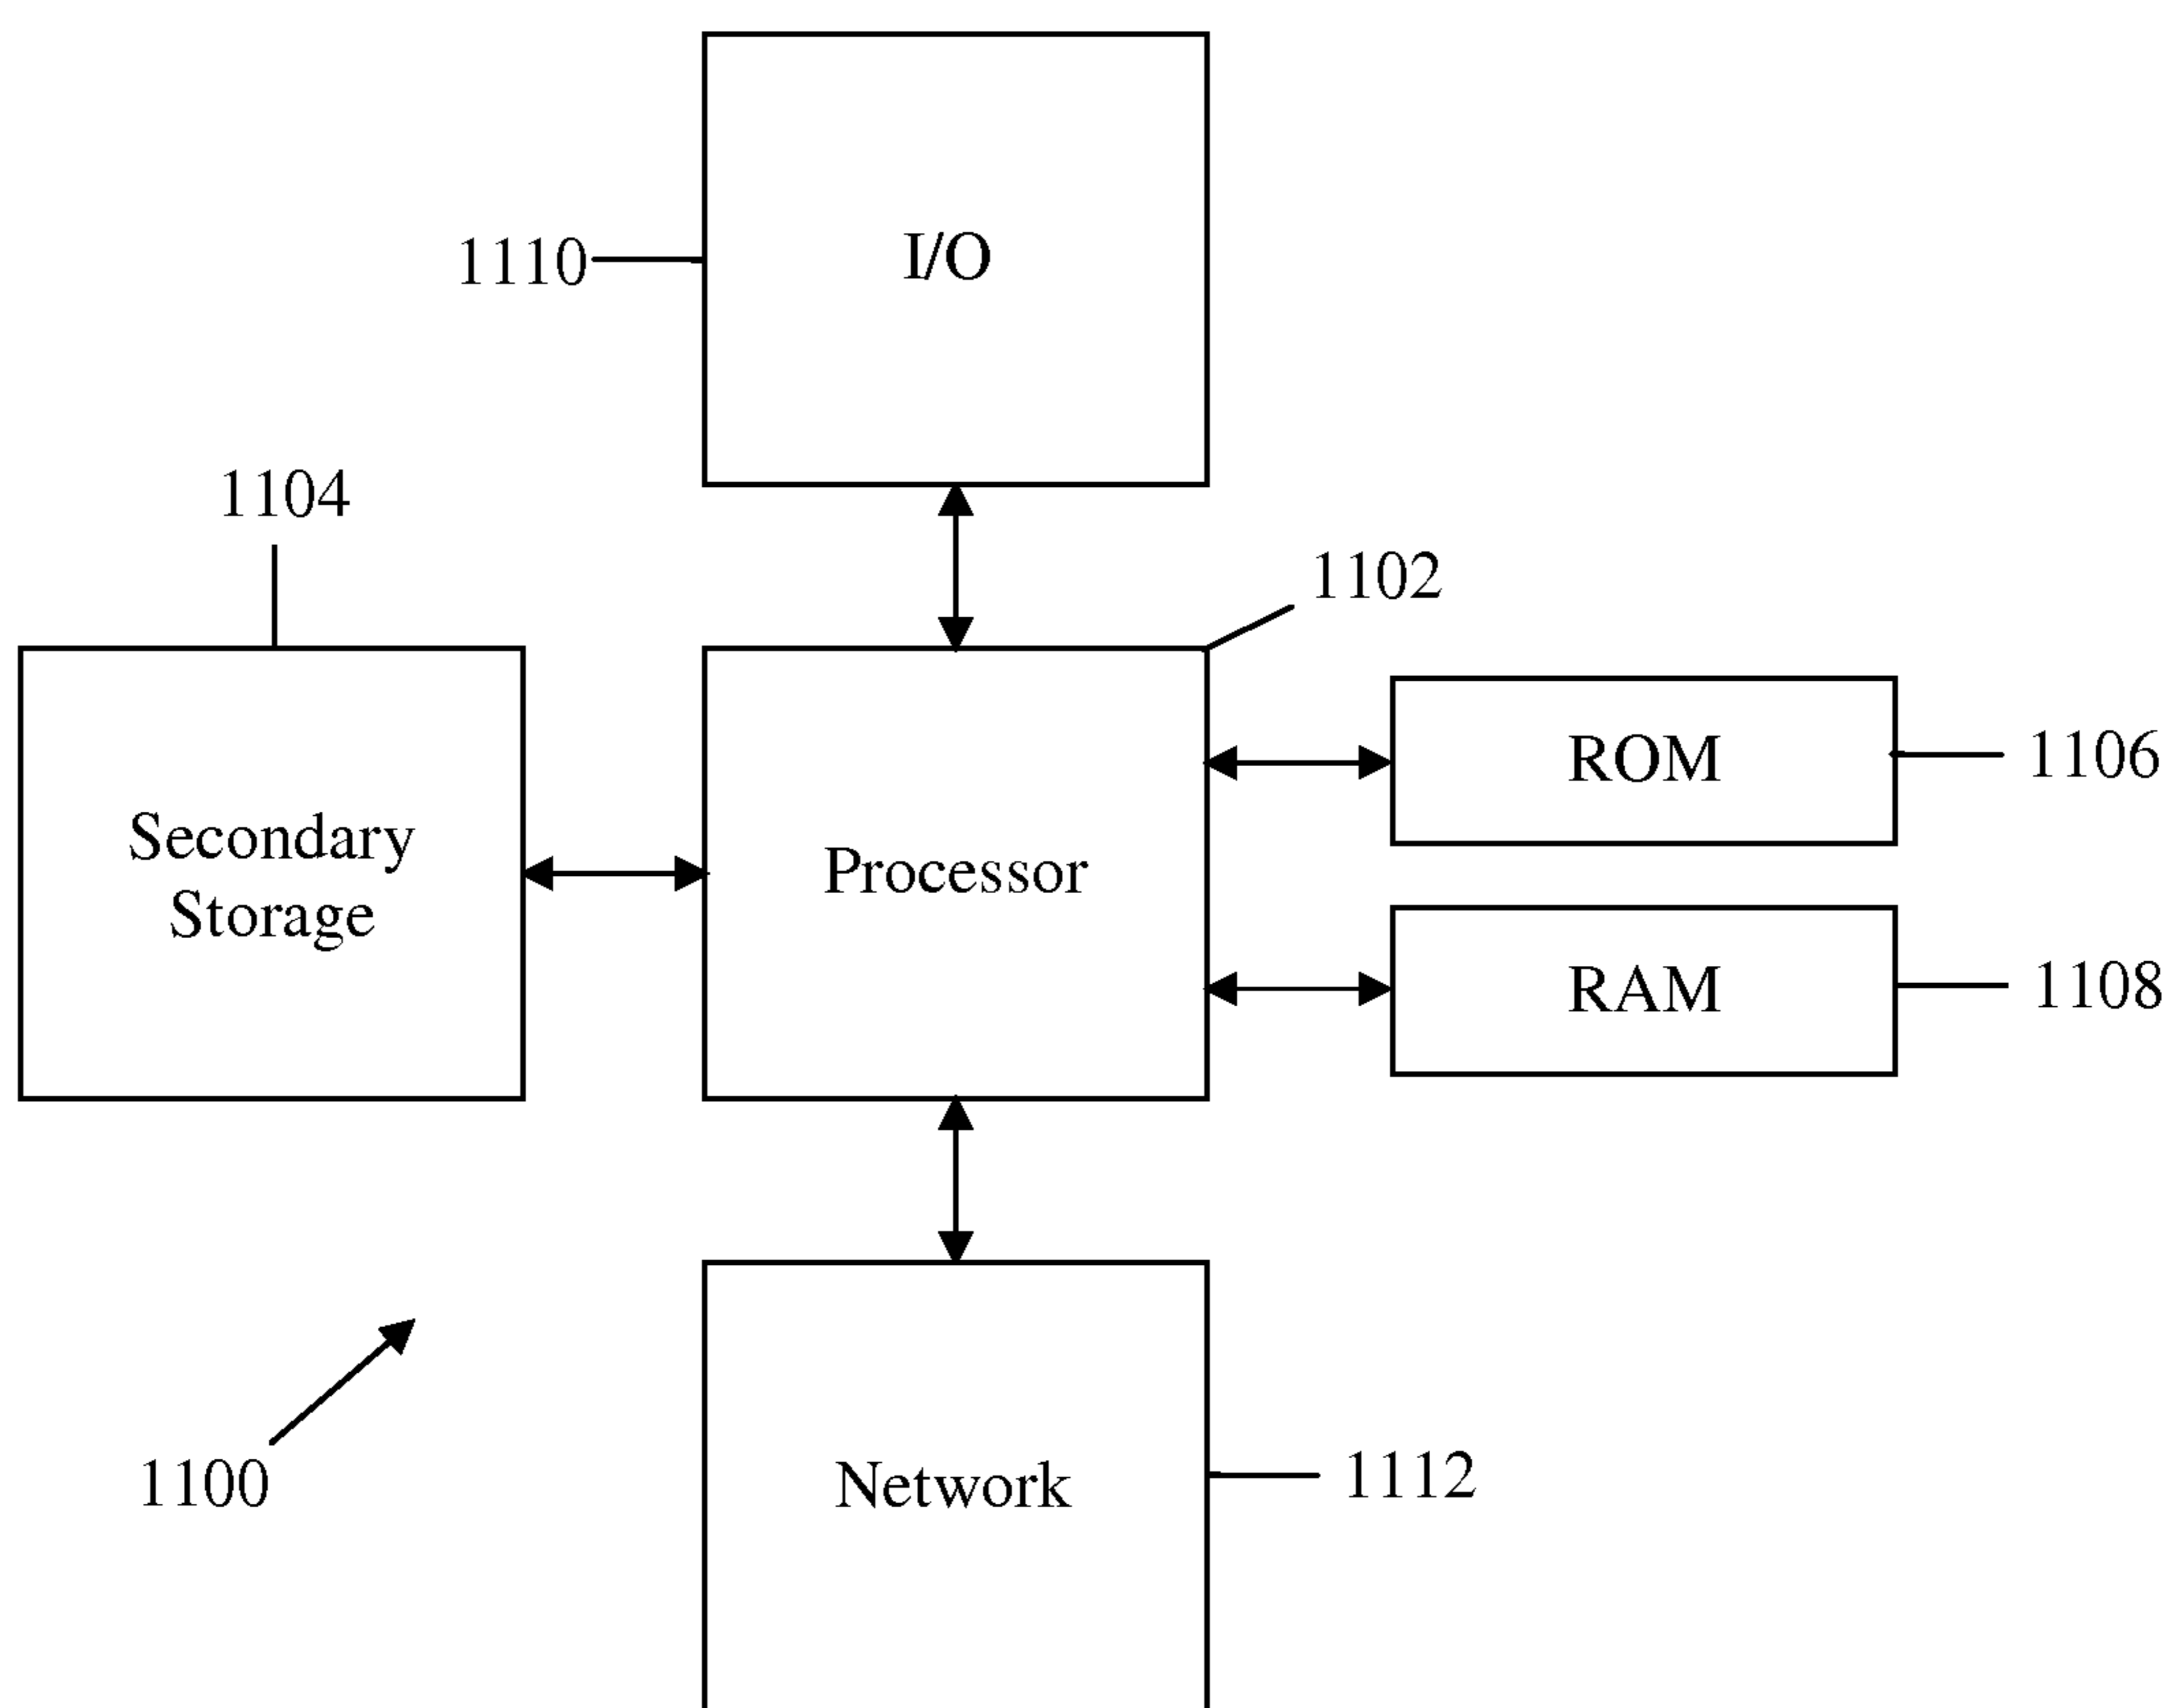 I/O
1110
1104
1102
ROM
1106
Secondary
Storage
Processor
RAM
1108
1100
Network
1112